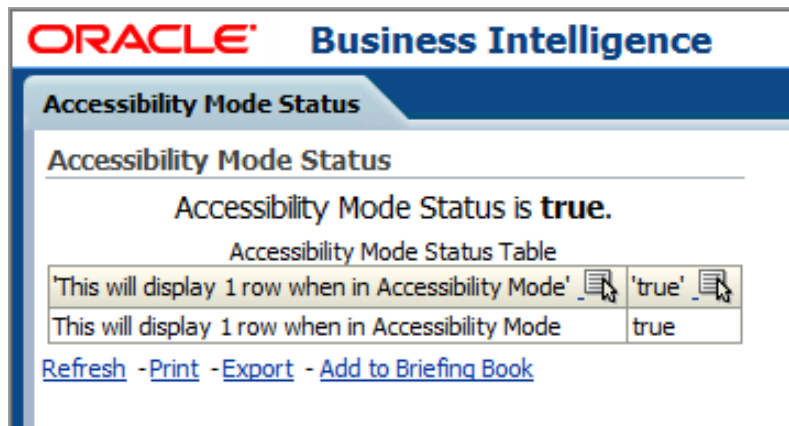 ORACLE Business Intelligence
Accessibility Mode Status
Accessibility Mode Status
Accessibility Mode Status is true.
Accessibility Mode Status Table
'This will display 1 row when in Accessibility Mode' 'true'
This will display 1 row when in Accessibility Mode true
Refresh - Print - Export - Add to Briefing Book